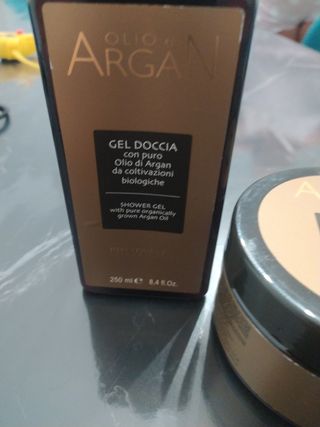 OLIO di
ARGAN
GEL DOCCIA
con puro
Olio di Argan
da coltivazioni
biologiche
SHOWER GEL
with pure organically
grown Argan Oil
250 ml ℮ 8.4 fl.Oz.